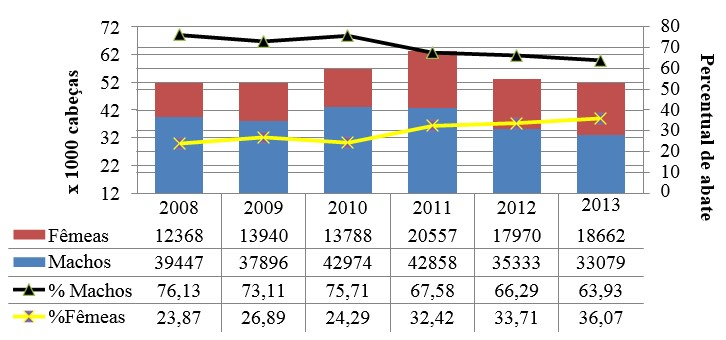 72
62
52
42
32
22
12
x 1000 cabeças
80
70
60
50
40
30
20
10
0
Percentual de abate
2008 2009 2010 2011 2012 2013
Fêmeas 12368 13940 13788 20557 17970 18662
Machos 39447 37896 42974 42858 35333 33079
% Machos 76,13 73,11 75,71 67,58 66,29 63,93
%Fêmeas 23,87 26,89 24,29 32,42 33,71 36,07